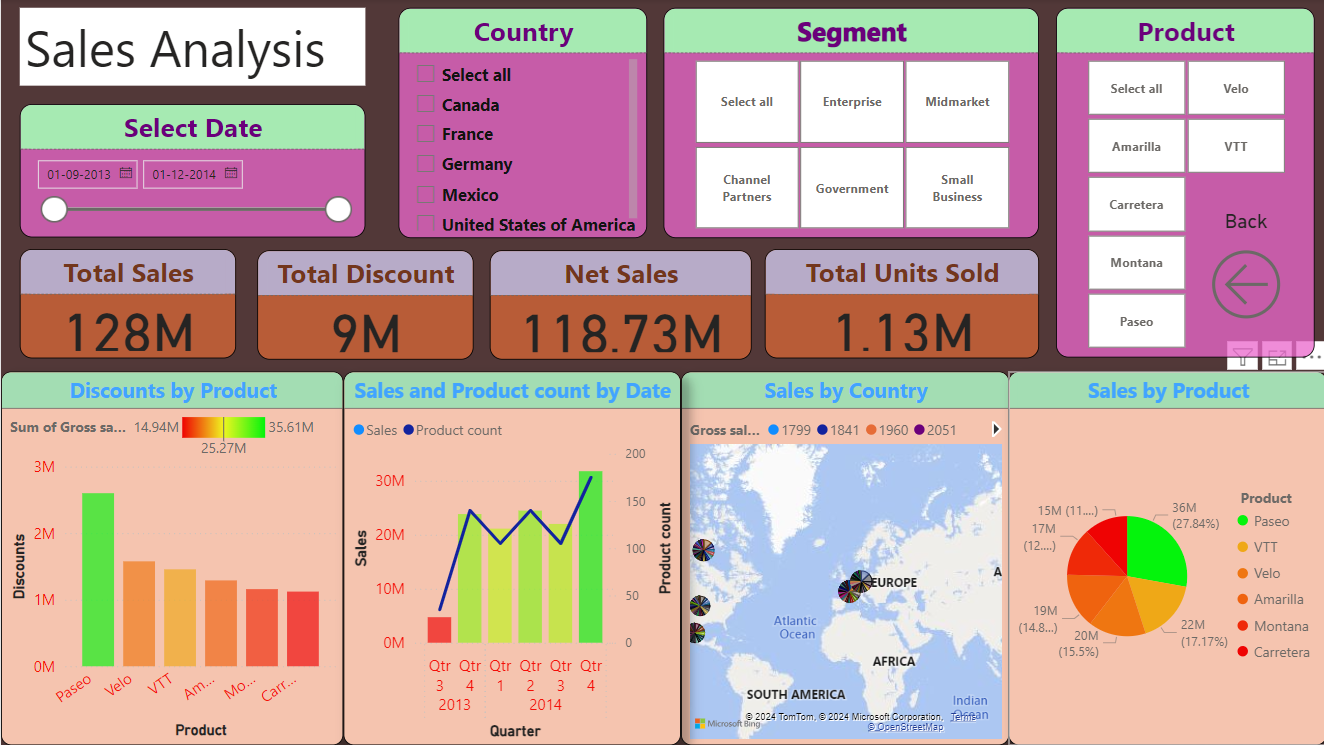 Sales Analysis
Select Date
01-09-2013
01-12-2014
Country
Select all
Canada
France
Germany
Mexico
United States of America
Segment
Select all
Enterprise
Midmarket
Channel
Partners
Government
Small
Business
Product
Select all
Velo
Amarilla
VTT
Carretera
Montana
Paseo
Back
Total Sales
128M
Total Discount
9M
Net Sales
118.73M
Total Units Sold
1.13M
Discounts by Product
Sum of Gross sa...
14.94M
35.61M
25.27M
3M
2M
1M
0M
Discounts
Paseo
Velo
VTT
Am...
Mo...
Carr...
Product
Sales and Product count by Date
Sales
Product count
30M
20M
10M
0M
Sales
200
150
100
50
0
Product count
Qtr
3
Qtr
4
Qtr
1
Qtr
2
Qtr
3
Qtr
4
2013
2014
Quarter
Sales by Country
Gross sal...
1799
1841
1960
2051
EUROPE
A
Atlantic
Ocean
AFRICA
SOUTH AMERICA
Indian
Ocean
Microsoft Bing
© 2024 TomTom, © 2024 Microsoft Corporation, Terms
© OpenStreetMap
Sales by Product
36M
(27.84%)
22M
(17.17%)
20M
(15.5%)
19M
(14.8...)
17M
(12....)
15M (11....)
Product
Paseo
VTT
Velo
Amarilla
Montana
Carretera